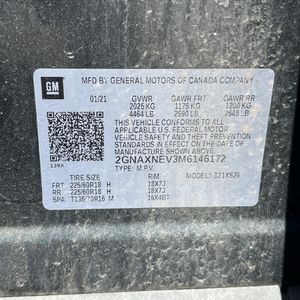 GM
MFD BY GENERAL MOTORS OF CANADA COMPANY
01/21 GVWR GAWR FRT GAWR RR
2025 KG 1175 KG 1200 KG
4464 LB 2590 LB 2645 LB
THIS VEHICLE CONFORMS TO ALL
APPLICABLE U.S. FEDERAL MOTOR
VEHICLE SAFETY AND THEFT
PREVENTION STANDARDS IN EFFECT ON
THE DATE OF MANUFACTURE SHOWN ABOVE.
2GNAXNEV3M6146172
TYPE: M.P.V. MODEL:
TIRE SIZE RIM
FRT 225/60R18 H 18X7J
RR 225/60R18 H 18X7J
SPA T135/70R16 M 16X4BT